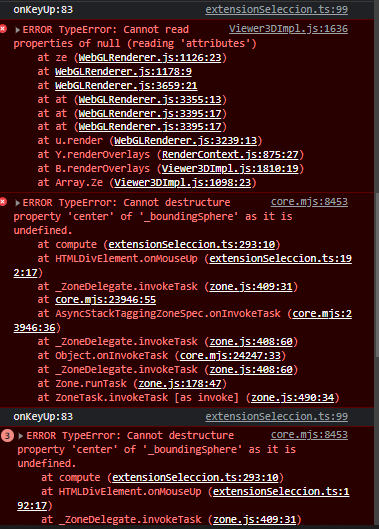 onKeyUp:83 extensionSeleccion.ts:99
ERROR TypeError: Cannot read Viewer3DImpl.js:1636
properties of null (reading 'attributes')
at ze (WebGLRenderer.js:1126:23)
at WebGLRenderer.js:1178:9
at WebGLRenderer.js:3659:21
at at (WebGLRenderer.js:3355:13)
at at (WebGLRenderer.js:3395:17)
at at (WebGLRenderer.js:3395:17)
at u.render (WebGLRenderer.js:3239:13)
at Y.renderOverlays (RenderContext.js:875:27)
at B.renderOverlays (Viewer3DImpl.js:1810:19)
at Array.Ze (Viewer3DImpl.js:1098:23)
ERROR TypeError: Cannot destructure core.mjs:8453
property 'center' of '_boundingSphere' as it is
undefined.
at compute (extensionSeleccion.ts:293:10)
at HTMLDivElement.onMouseUp (extensionSeleccion.ts:19
2:17)
at _ZoneDelegate.invokeTask (zone.js:409:31)
at core.mjs:23946:55
at AsyncStackTaggingZoneSpec.onInvokeTask (core.mjs:2
3946:36)
at _ZoneDelegate.invokeTask (zone.js:408:60)
at Object.onInvokeTask (core.mjs:24247:33)
at _ZoneDelegate.invokeTask (zone.js:408:60)
at Zone.runTask (zone.js:178:47)
at ZoneTask.invokeTask [as invoke] (zone.js:490:34)
onKeyUp:83 extensionSeleccion.ts:99
3 ERROR TypeError: Cannot destructure core.mjs:8453
property 'center' of '_boundingSphere' as it is
undefined.
at compute (extensionSeleccion.ts:293:10)
at HTMLDivElement.onMouseUp (extensionSeleccion.ts:1
92:17)
at _ZoneDelegate.invokeTask (zone.js:409:31)